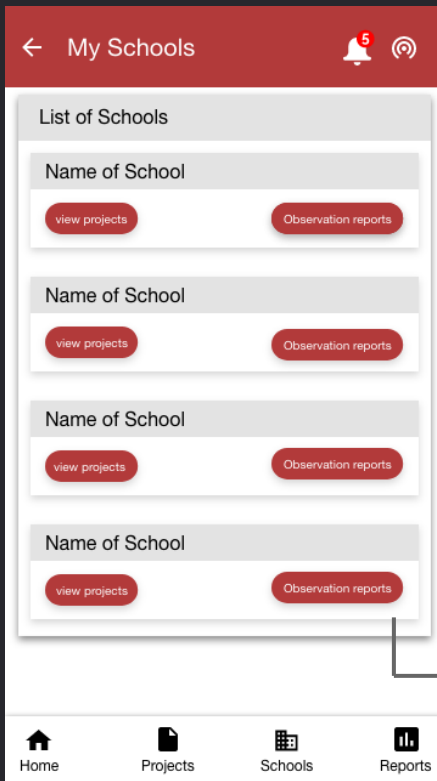 My Schools
5
List of Schools
Name of School
view projects Observation reports
Name of School
view projects Observation reports
Name of School
view projects Observation reports
Name of School
view projects Observation reports
Home Projects Schools Reports